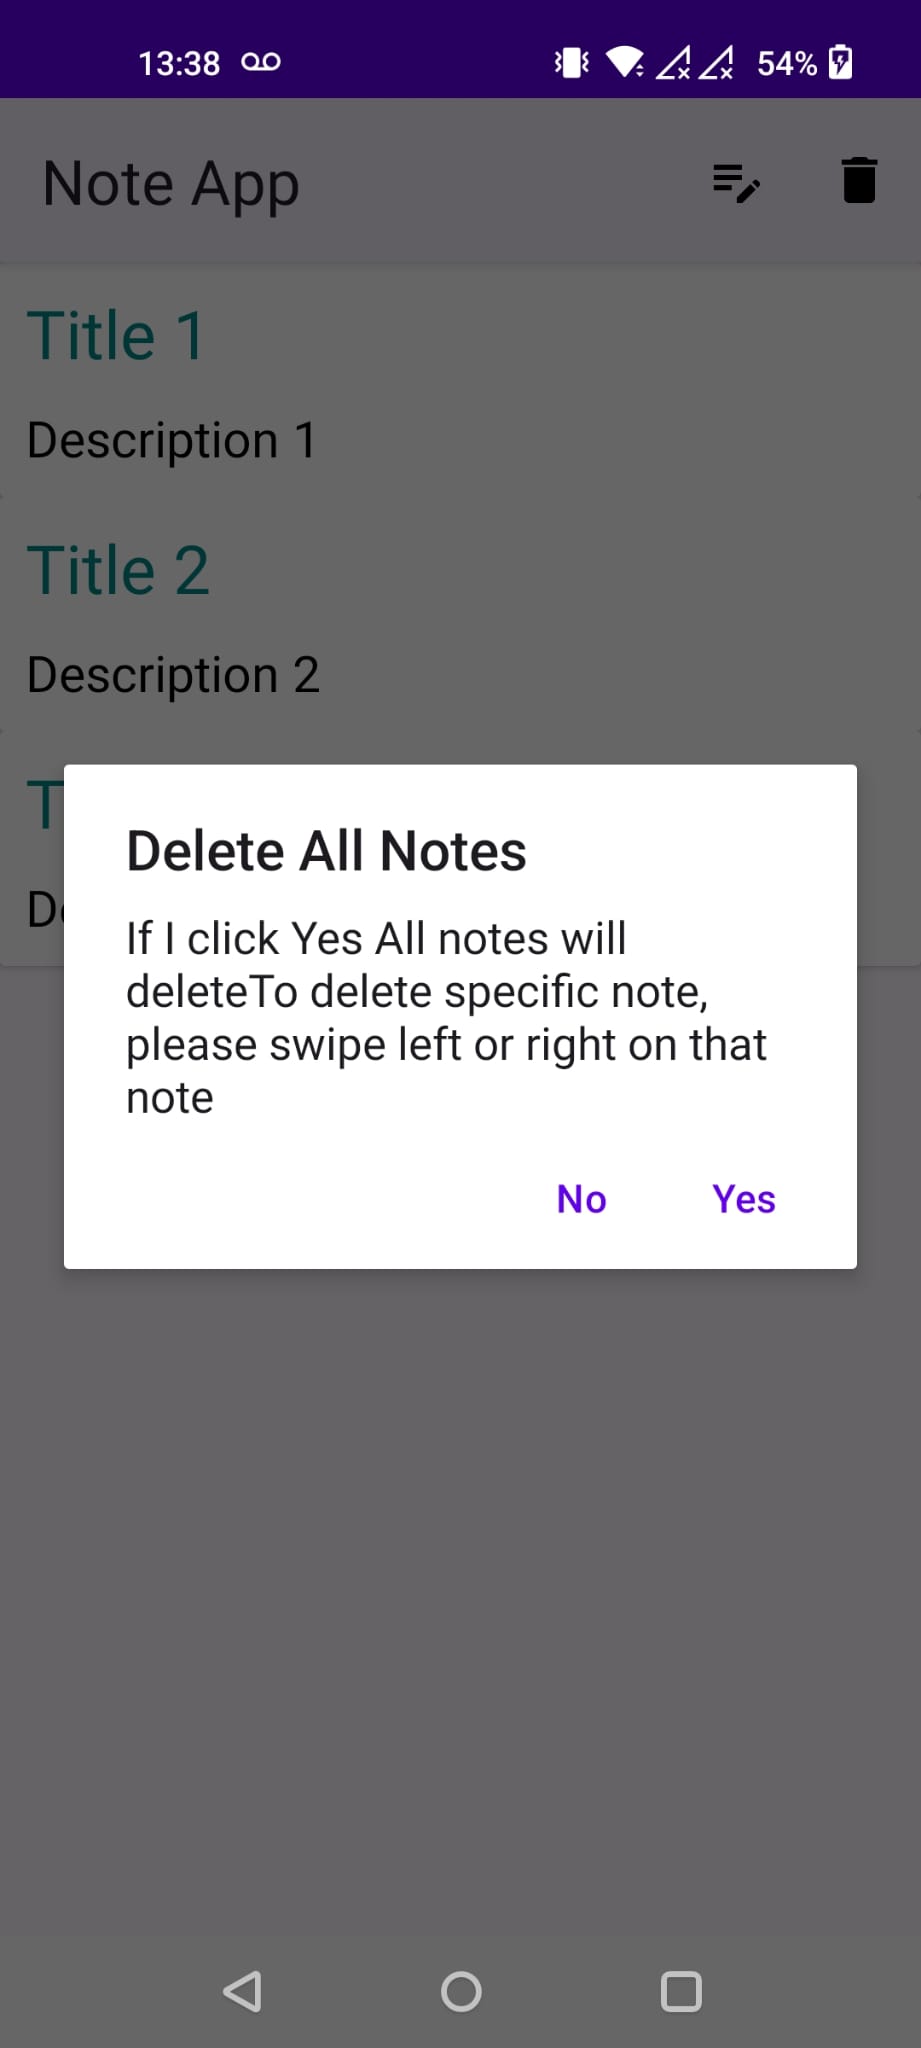 13:38
54%
Note App
Title 1
Description 1
Title 2
Description 2
Delete All Notes
If I click Yes All notes will
deleteTo delete specific note,
please swipe left or right on that
note
No Yes